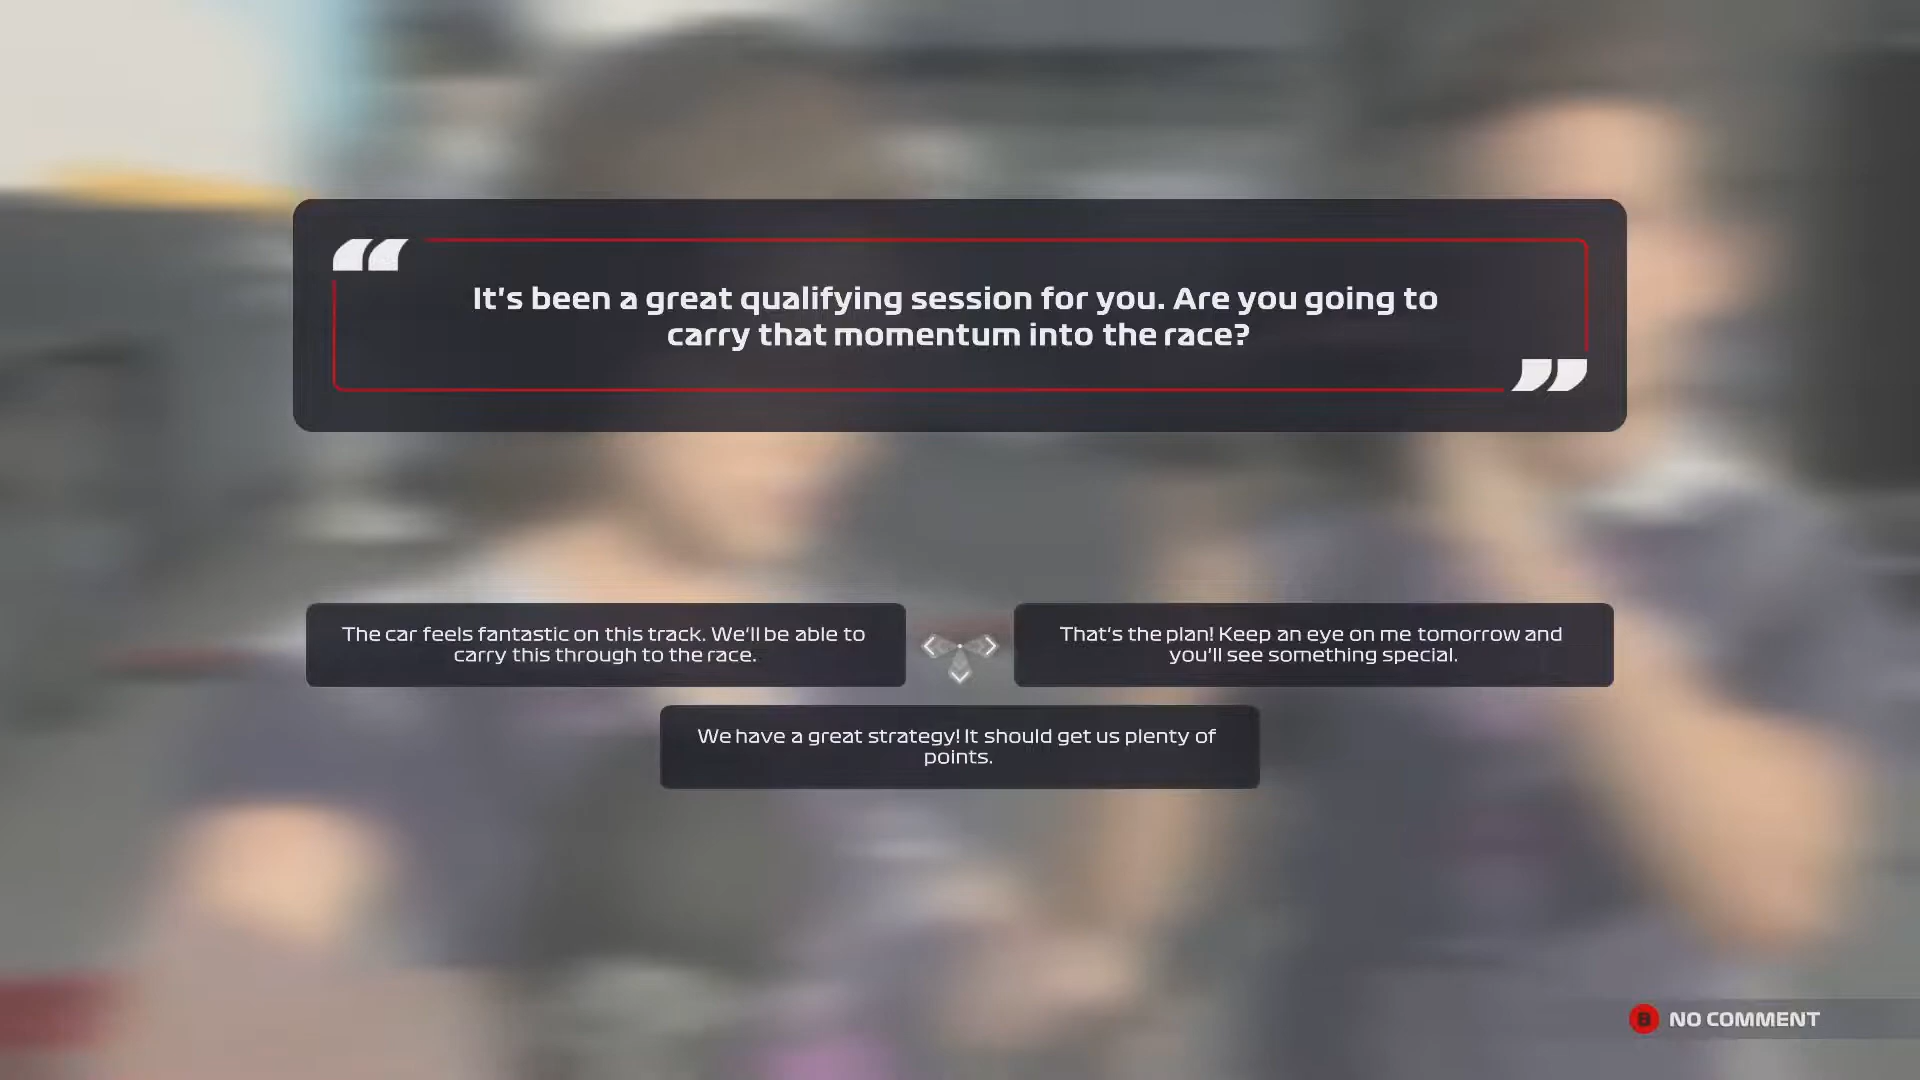 It's been a great qualifying session for you. Are you going to
carry that momentum into the race?
The car feels fantastic on this track. We'll be able to
carry this through to the race.
That's the plan! Keep an eye on me tomorrow and
you'll see something special.
We have a great strategy! It should get us plenty of
points.
B NO COMMENT